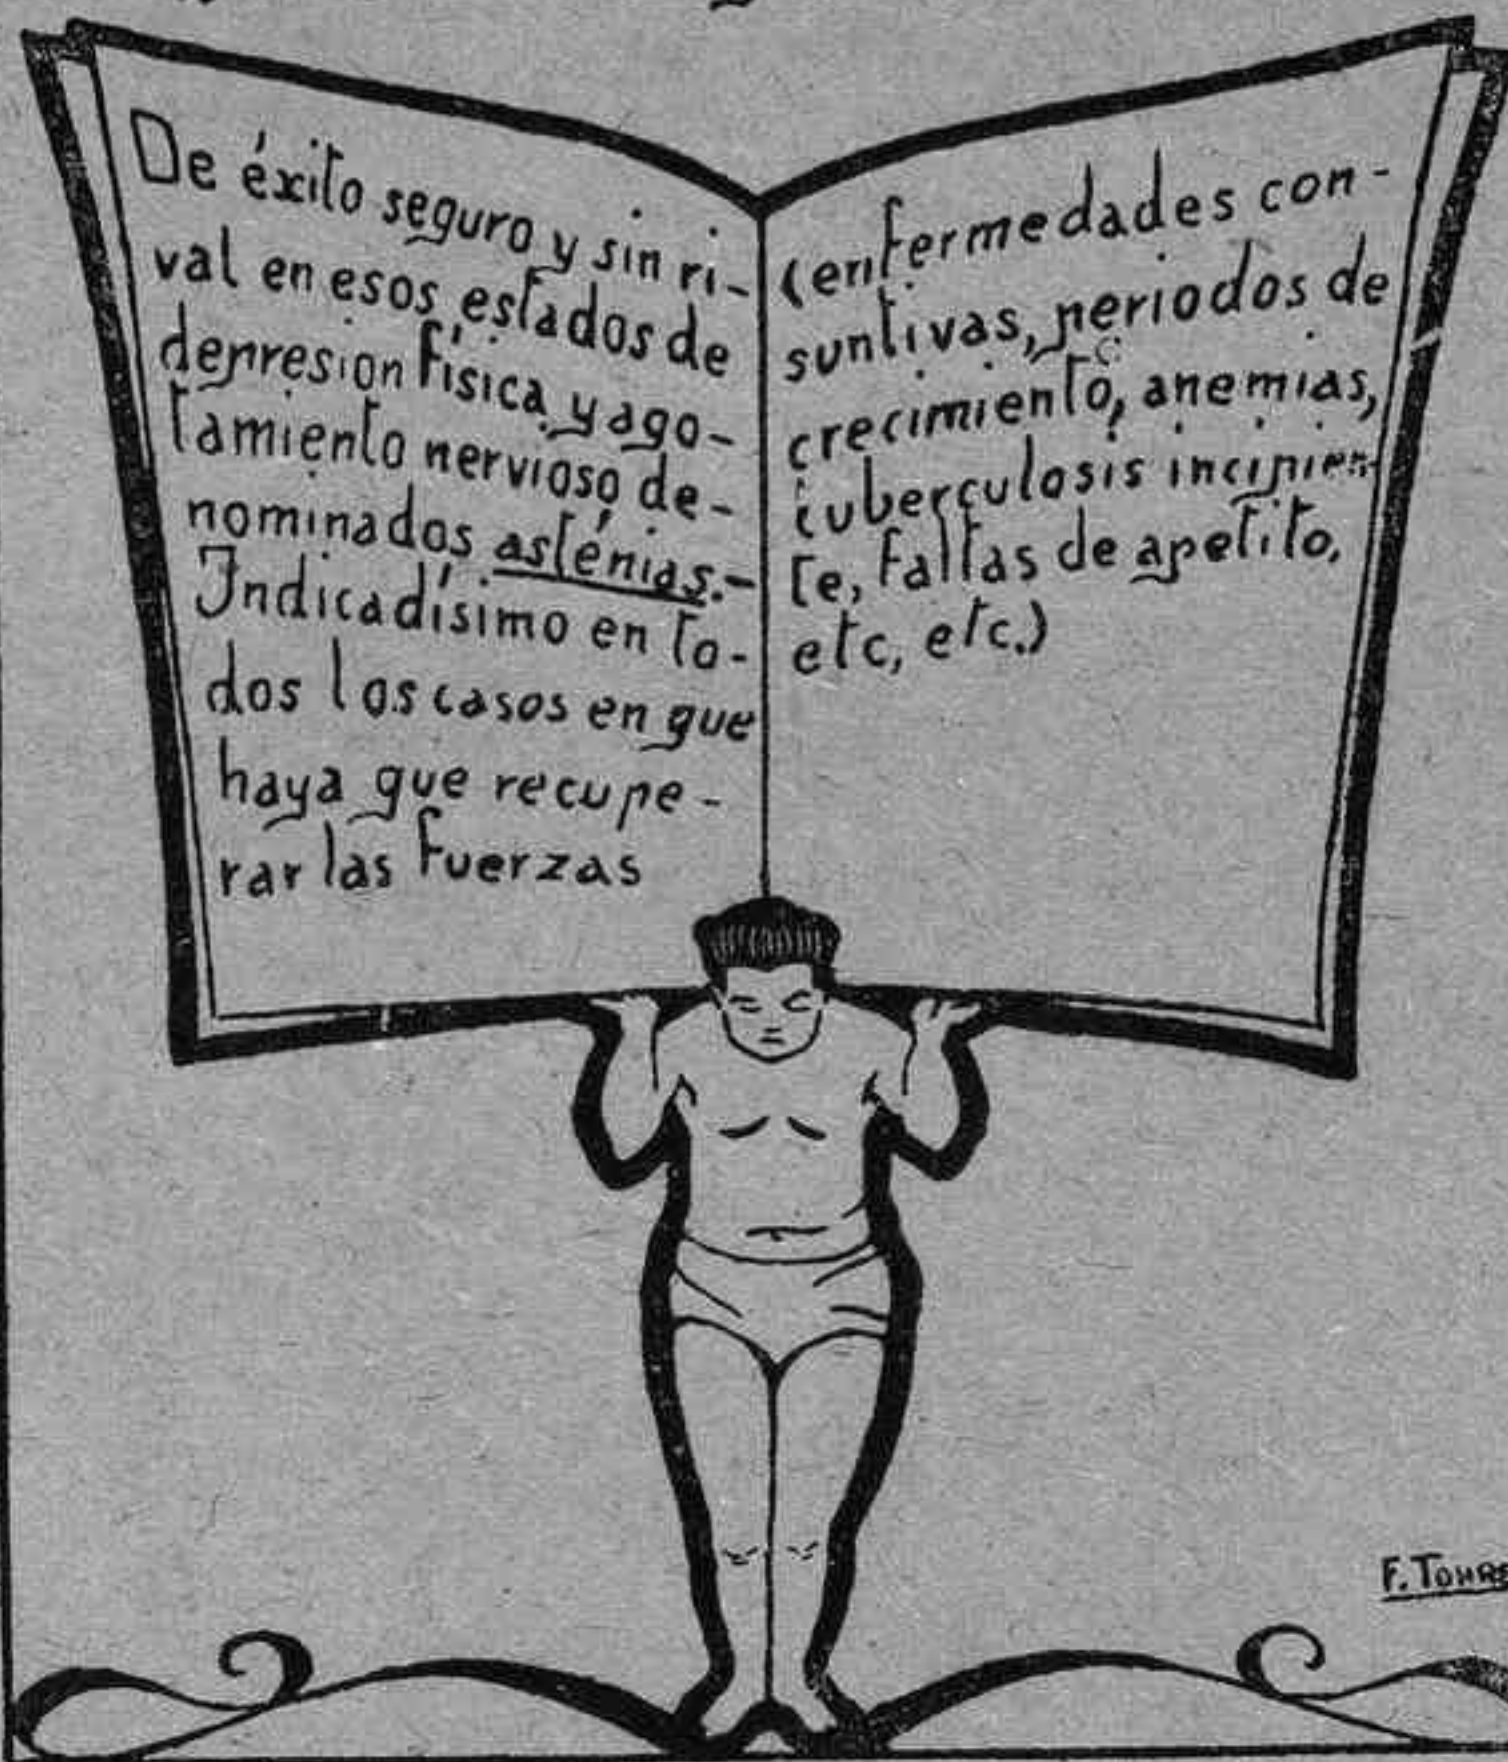 De éxito seguro y sin ri-
val en esos estados de
depresion física y ago-
tamiento nervioso de-
nominados asténias.-
Indicadísimo en to-
dos los casos en que
haya que recupe-
rar las fuerzas
(enfermedades con-
suntivas, periodos de
crecimiento, anemias,
tuberculosis incipien-
te, faltas de apetito,
etc, etc.)
F.